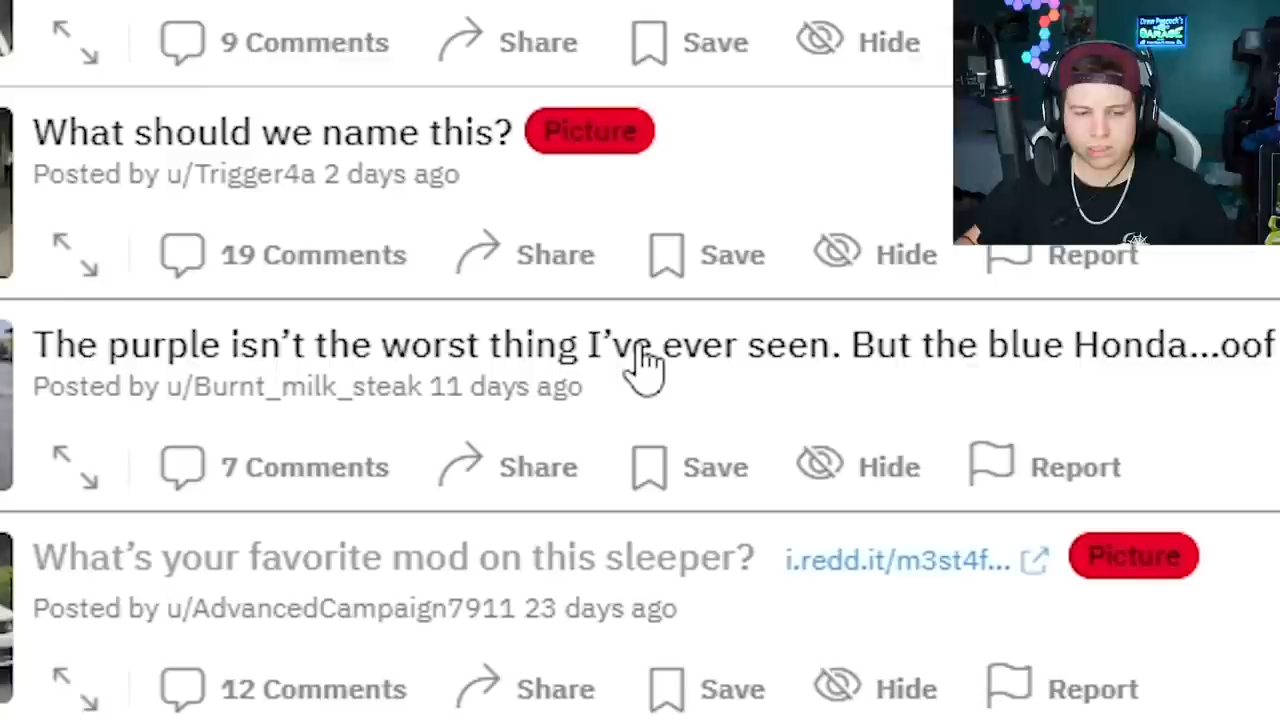 9 Comments Share Save Hide
What should we name this? Picture
Posted by u/Trigger4a 2 days ago
19 Comments Share Save Hide Report
The purple isn't the worst thing I've ever seen. But the blue Honda...oof
Posted by u/Burnt_milk_steak 11 days ago
7 Comments Share Save Hide Report
What's your favorite mod on this sleeper? i.redd.it/m3st4f... Picture
Posted by u/AdvancedCampaign7911 23 days ago
12 Comments Share Save Hide Report
GARAGE